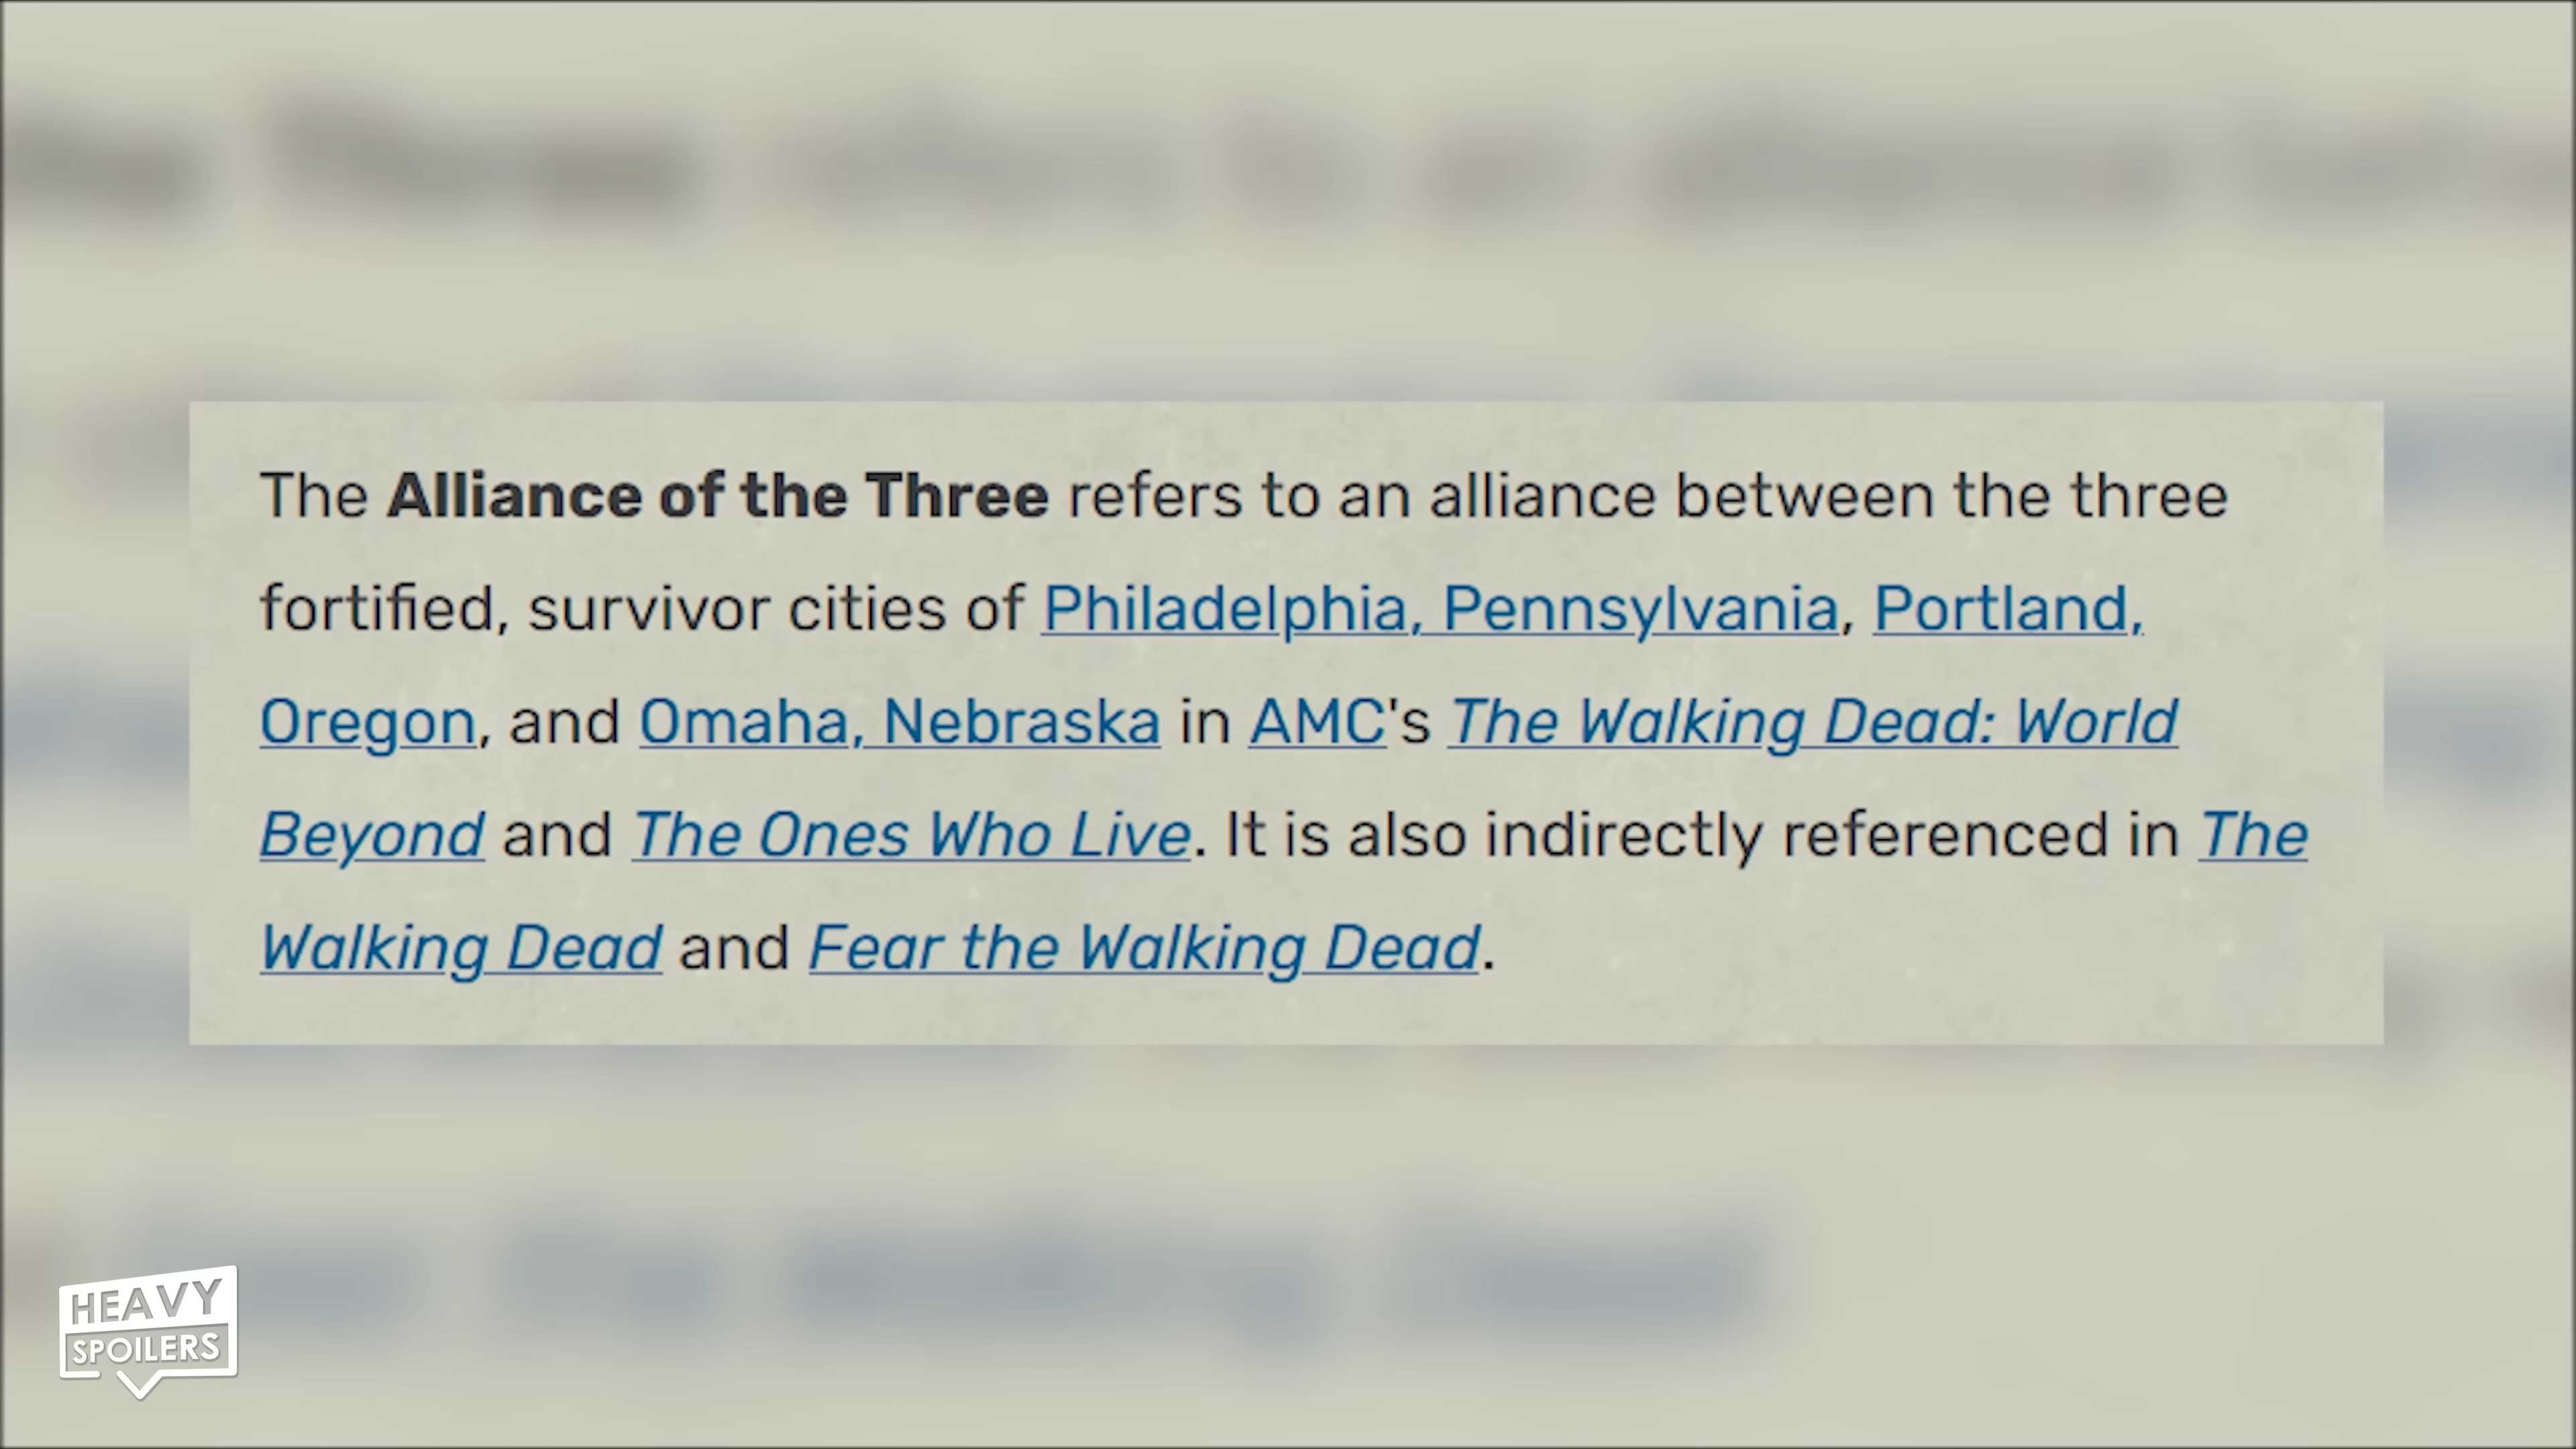 The Alliance of the Three refers to an alliance between the three
fortified, survivor cities of Philadelphia, Pennsylvania, Portland,
Oregon, and Omaha, Nebraska in AMC's The Walking Dead: World
Beyond and The Ones Who Live. It is also indirectly referenced in The
Walking Dead and Fear the Walking Dead.
HEAVY
SPOILERS